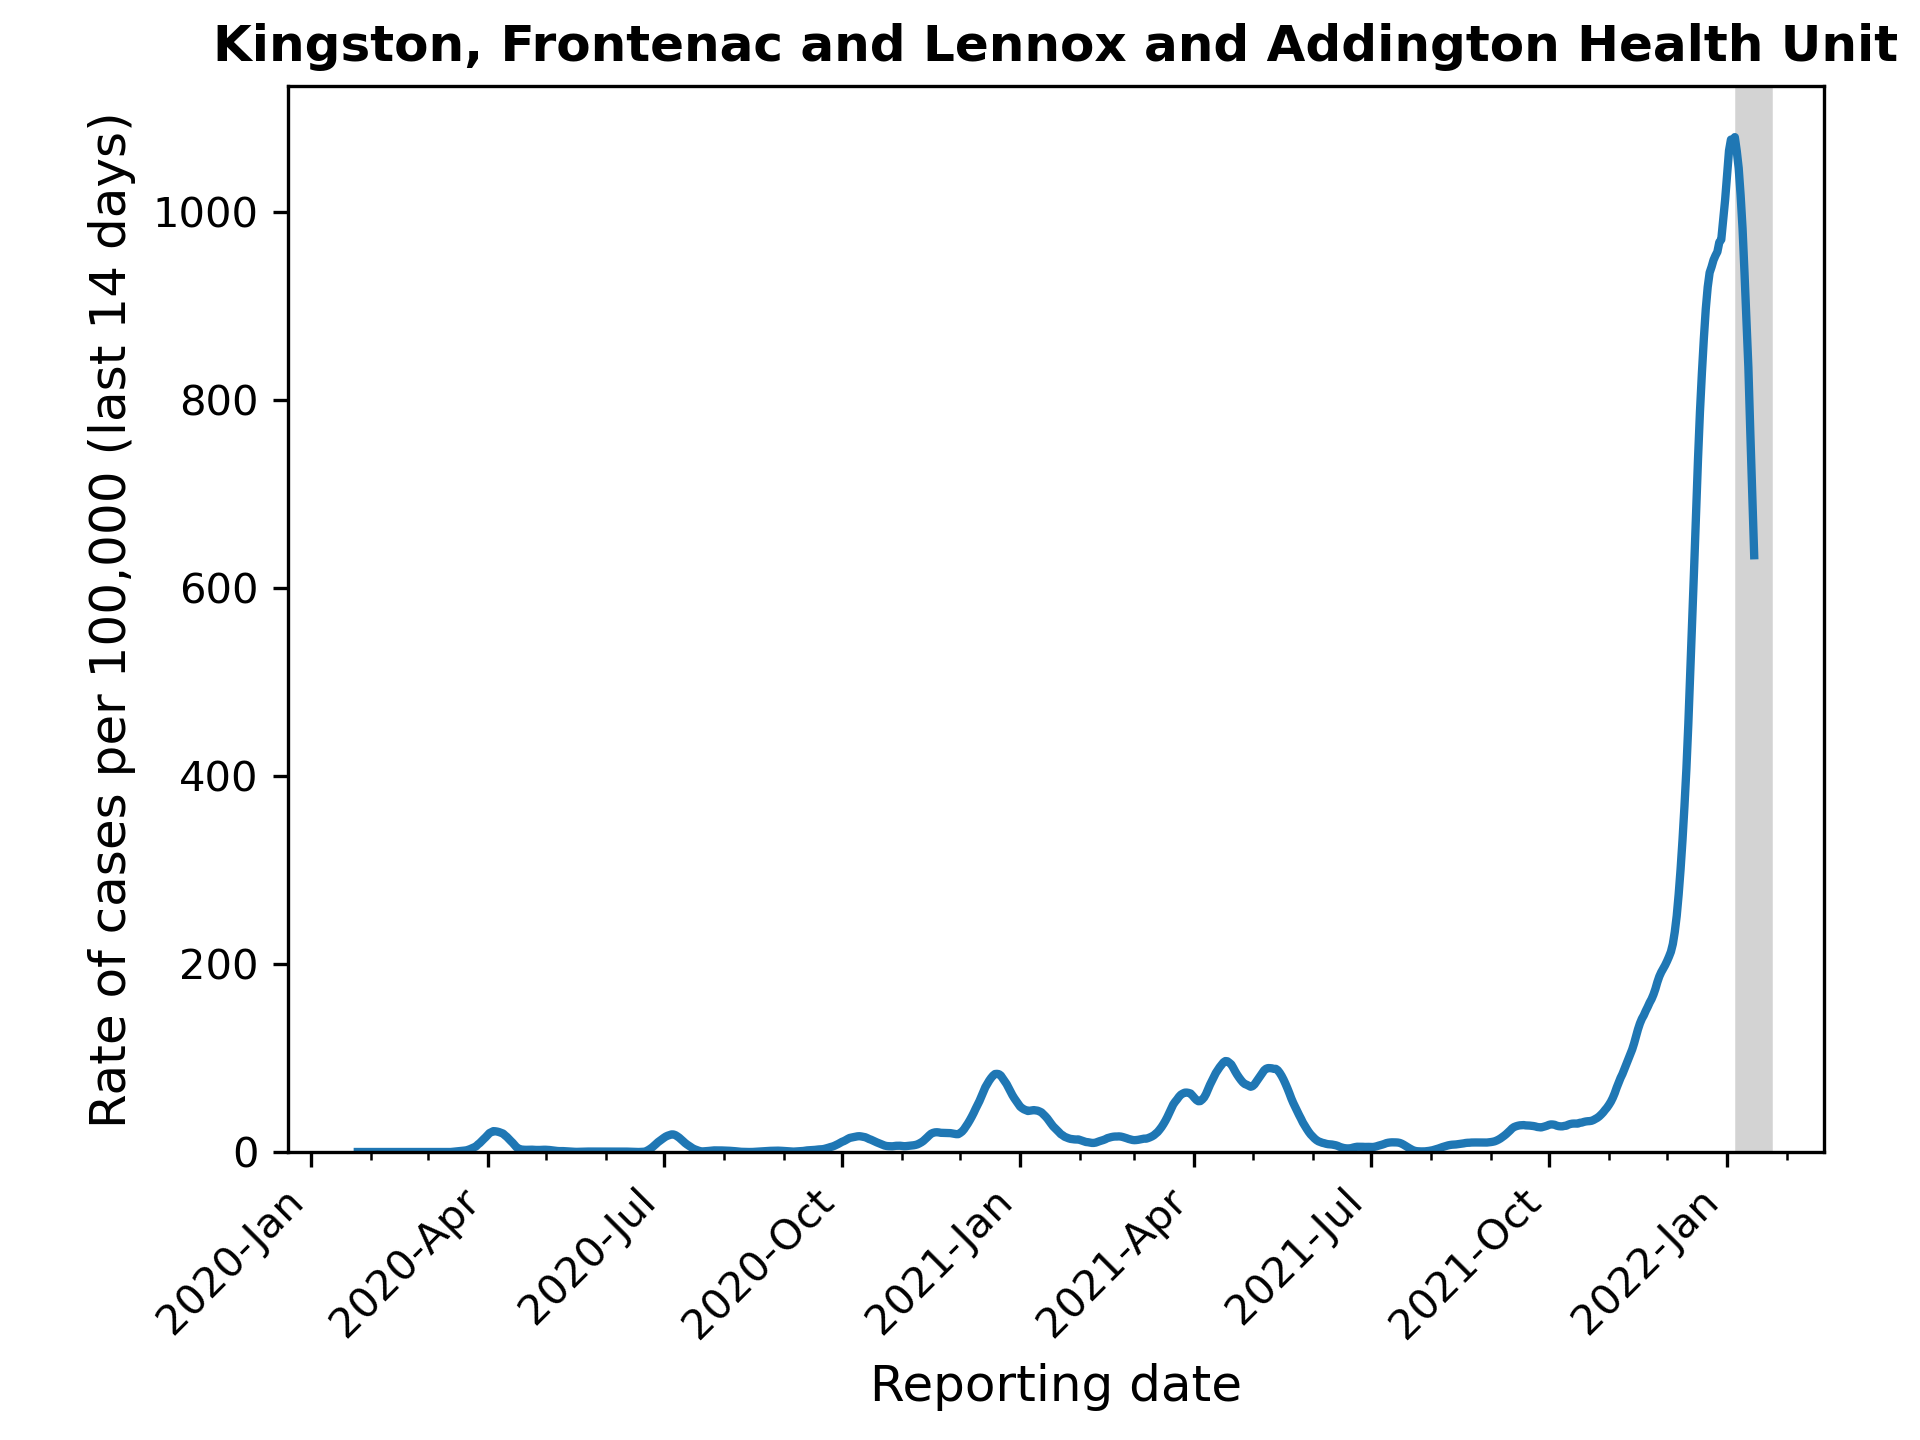 Kingston, Frontenac and Lennox and Addington Health Unit
Rate of cases per 100,000 (last 14 days)
1000
800
600
400
200
0
2020-Jan
2020-Apr
2020-Jul
2020-Oct
2021-Jan
2021-Apr
2021-Jul
2021-Oct
2022-Jan
Reporting date